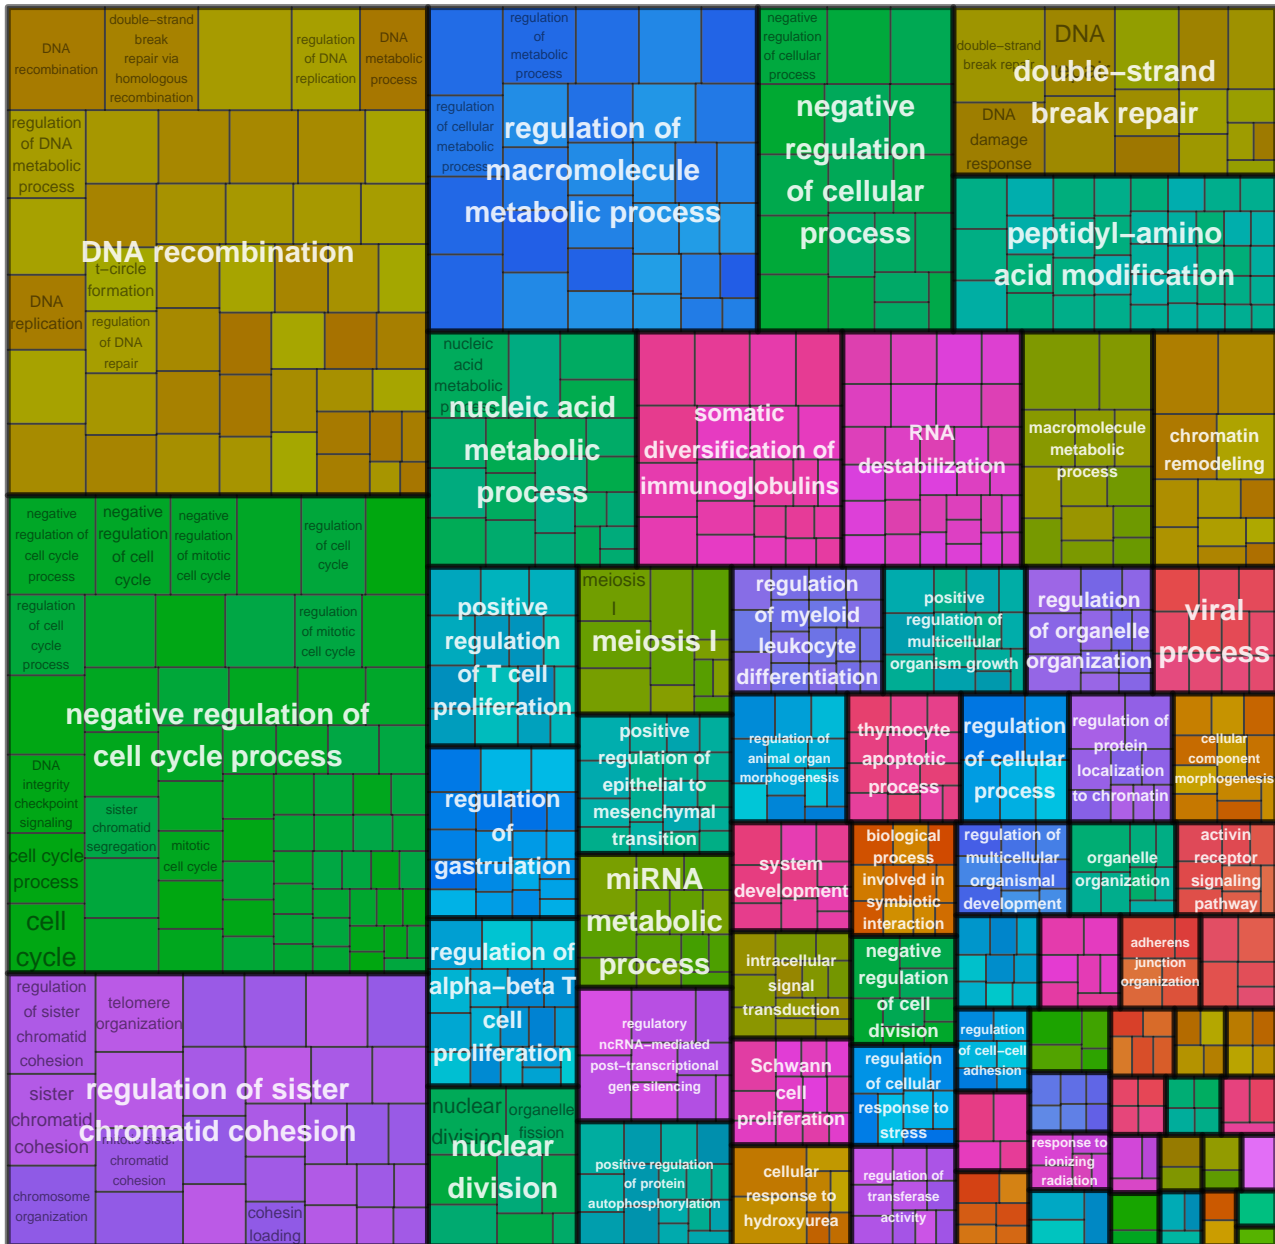 DNA
recombination
double−strand
break
repair via
homologous
recombination
regulation
of DNA
replication
DNA
metabolic
process
regulation
of DNA
metabolic
process
DNA recombination
t−circle
formation
DNA
replication
regulation
of DNA
repair
negative
regulation of
cell cycle
process
negative
regulation
of cell
cycle
negative
regulation
of mitotic
cell cycle
regulation
of cell
cycle
regulation
of cell
cycle
process
regulation
of mitotic
cell cycle
negative regulation of
cell cycle process
DNA
integrity
checkpoint
signaling
sister
chromatid
segregation
mitotic
cell cycle
cell cycle
process
cell
cycle
regulation
of sister
chromatid
cohesion
telomere
organization
sister
chromatid
cohesion
regulation of sister
chromatid cohesion
mitotic sister
chromatid
cohesion
chromosome
organization
cohesin
loading
regulation
of
metabolic
process
regulation
of cellular
metabolic
process
regulation of
macromolecule
metabolic process
negative
regulation
of cellular
process
negative
regulation
of cellular
process
double−strand
break repair
DNA
repair
double−strand
break repair
DNA
damage
response
peptidyl−amino
acid modification
nucleic
acid
metabolic
process
nucleic acid
metabolic
process
somatic
diversification of
immunoglobulins
RNA
destabilization
macromolecule
metabolic
process
chromatin
remodeling
positive
regulation
of T cell
proliferation
meiosis
I
meiosis I
regulation
of myeloid
leukocyte
differentiation
positive
regulation of
multicellular
organism growth
regulation
of organelle
organization
viral
process
regulation
of
gastrulation
positive
regulation of
epithelial to
mesenchymal
transition
regulation of
animal organ
morphogenesis
thymocyte
apoptotic
process
regulation
of cellular
process
regulation of
protein
localization
to chromatin
cellular
component
morphogenesis
miRNA
metabolic
process
system
development
biological
process
involved in
symbiotic
interaction
regulation of
multicellular
organismal
development
organelle
organization
activin
receptor
signaling
pathway
regulation of
alpha−beta T
cell
proliferation
regulatory
ncRNA−mediated
post−transcriptional
gene silencing
intracellular
signal
transduction
negative
regulation
of cell
division
adherens
junction
organization
regulation
of cell−cell
adhesion
Schwann
cell
proliferation
regulation
of cellular
response to
stress
nuclear
division
organelle
fission
nuclear
division
positive regulation
of protein
autophosphorylation
cellular
response to
hydroxyurea
regulation of
transferase
activity
response to
ionizing
radiation